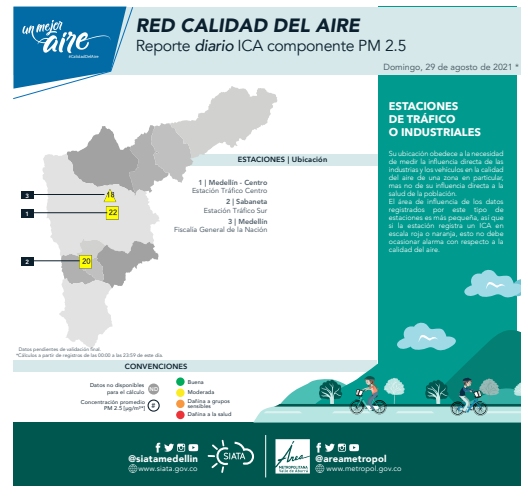 un mejor
aire
#CalidadDelAire
RED CALIDAD DEL AIRE
Reporte diario ICA componente PM 2.5
Domingo, 29 de agosto de 2021 *
ESTACIONES
DE TRÁFICO
O INDUSTRIALES
Su ubicación obedece a la necesidad
de medir la influencia directa de las
industrias y los vehículos en la calidad
del aire de una zona en particular,
mas no de su influencia directa a la
salud de la población.
El área de influencia de los datos
registrados por este tipo de
estaciones es más pequeña, así que
si la estación registra un ICA en
escala roja o naranja, esto no debe
ocasionar alarma con respecto a la
calidad del aire.
ESTACIONES | Ubicación
1 | Medellín - Centro
Estación Tráfico Centro
2 | Sabaneta
Estación Tráfico Sur
3 | Medellín
Fiscalía General de la Nación
3
18
1
22
2
20
Datos pendientes de validación final.
*Cálculos a partir de registros de las 00:00 a las 23:59 de este día.
CONVENCIONES
Datos no disponibles
para el cálculo
ND
Concentración promedio
PM 2.5 [µg/m³*]
#
Buena
Moderada
Dañina a grupos
sensibles
Dañina a la salud
@siatamedellin
www.siata.gov.co
SIATA
Área
METROPOLITANA
Valle de Aburrá
@areametropol
www.metropol.gov.co